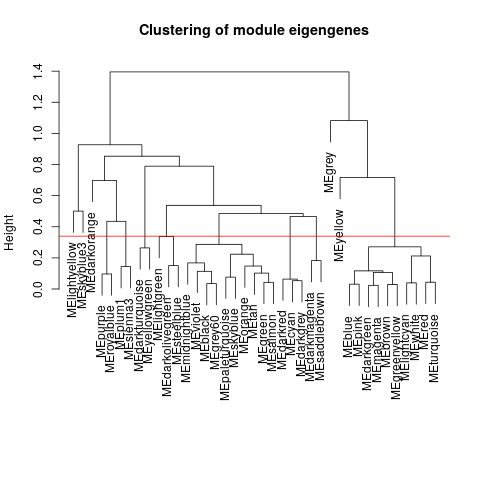 Clustering of module eigengenes
Height
1.4
1.2
1.0
0.8
0.6
0.4
0.2
0.0
MElightyellow
MEskyblue3
MEdarkorange
MEpurple
MEroyalblue
MEplum1
MEsienna3
MEdarkturquoise
MEyellowgreen
MElightgreen
MEdarkolivegreen
MEsteelblue
MEmidnightblue
MEviolet
MEblack
MEgrey60
MEpaleturquoise
MEskyblue
MEorange
MEtan
MEgreen
MEsalmon
MEdarkred
MEcyan
MEdarkgrey
MEdarkmagenta
MEsaddlebrown
MEgrey
MEyellow
MEblue
MEpink
MEdarkgreen
MEmagenta
MEbrown
MEgreenyellow
MElightcyan
MEwhite
MEred
MEturquoise